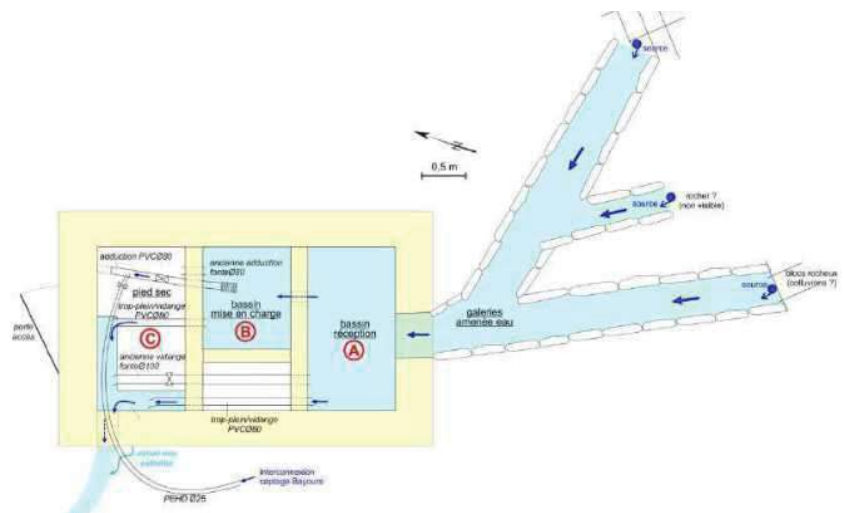 source
N
0,5 m
rocher ?
(non visible)
source
blocs rocheux
(colluvions ?)
source
galeries
amenée eau
adduction PVCØ80
ancienne adduction
fonteØ80
pied sec
trop-plein/vidange
PVCØ80
bassin
mise en charge
B
bassin
réception
A
porte
accès
C
ancienne vidange
fonteØ100
trop-plein/vidange
PVCØ80
Interconnexion
captage Bayours
PEHD Ø25